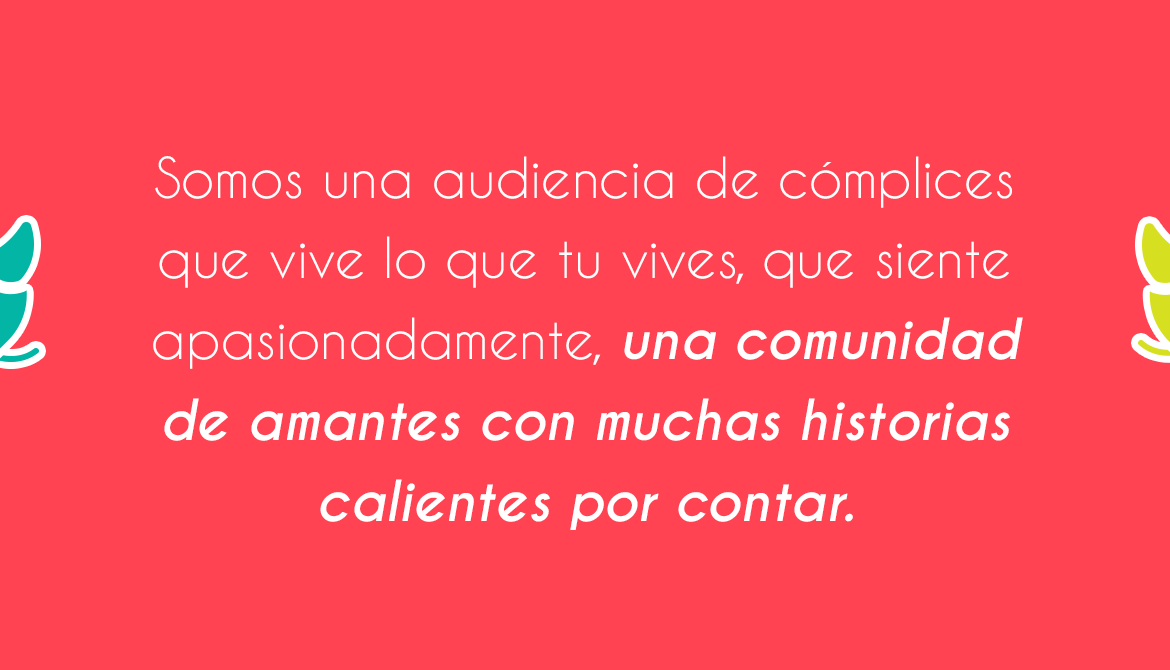 Somos una audiencia de cómplices
que vive lo que tu vives, que siente
apasionadamente, una comunidad
de amantes con muchas historias
calientes por contar.